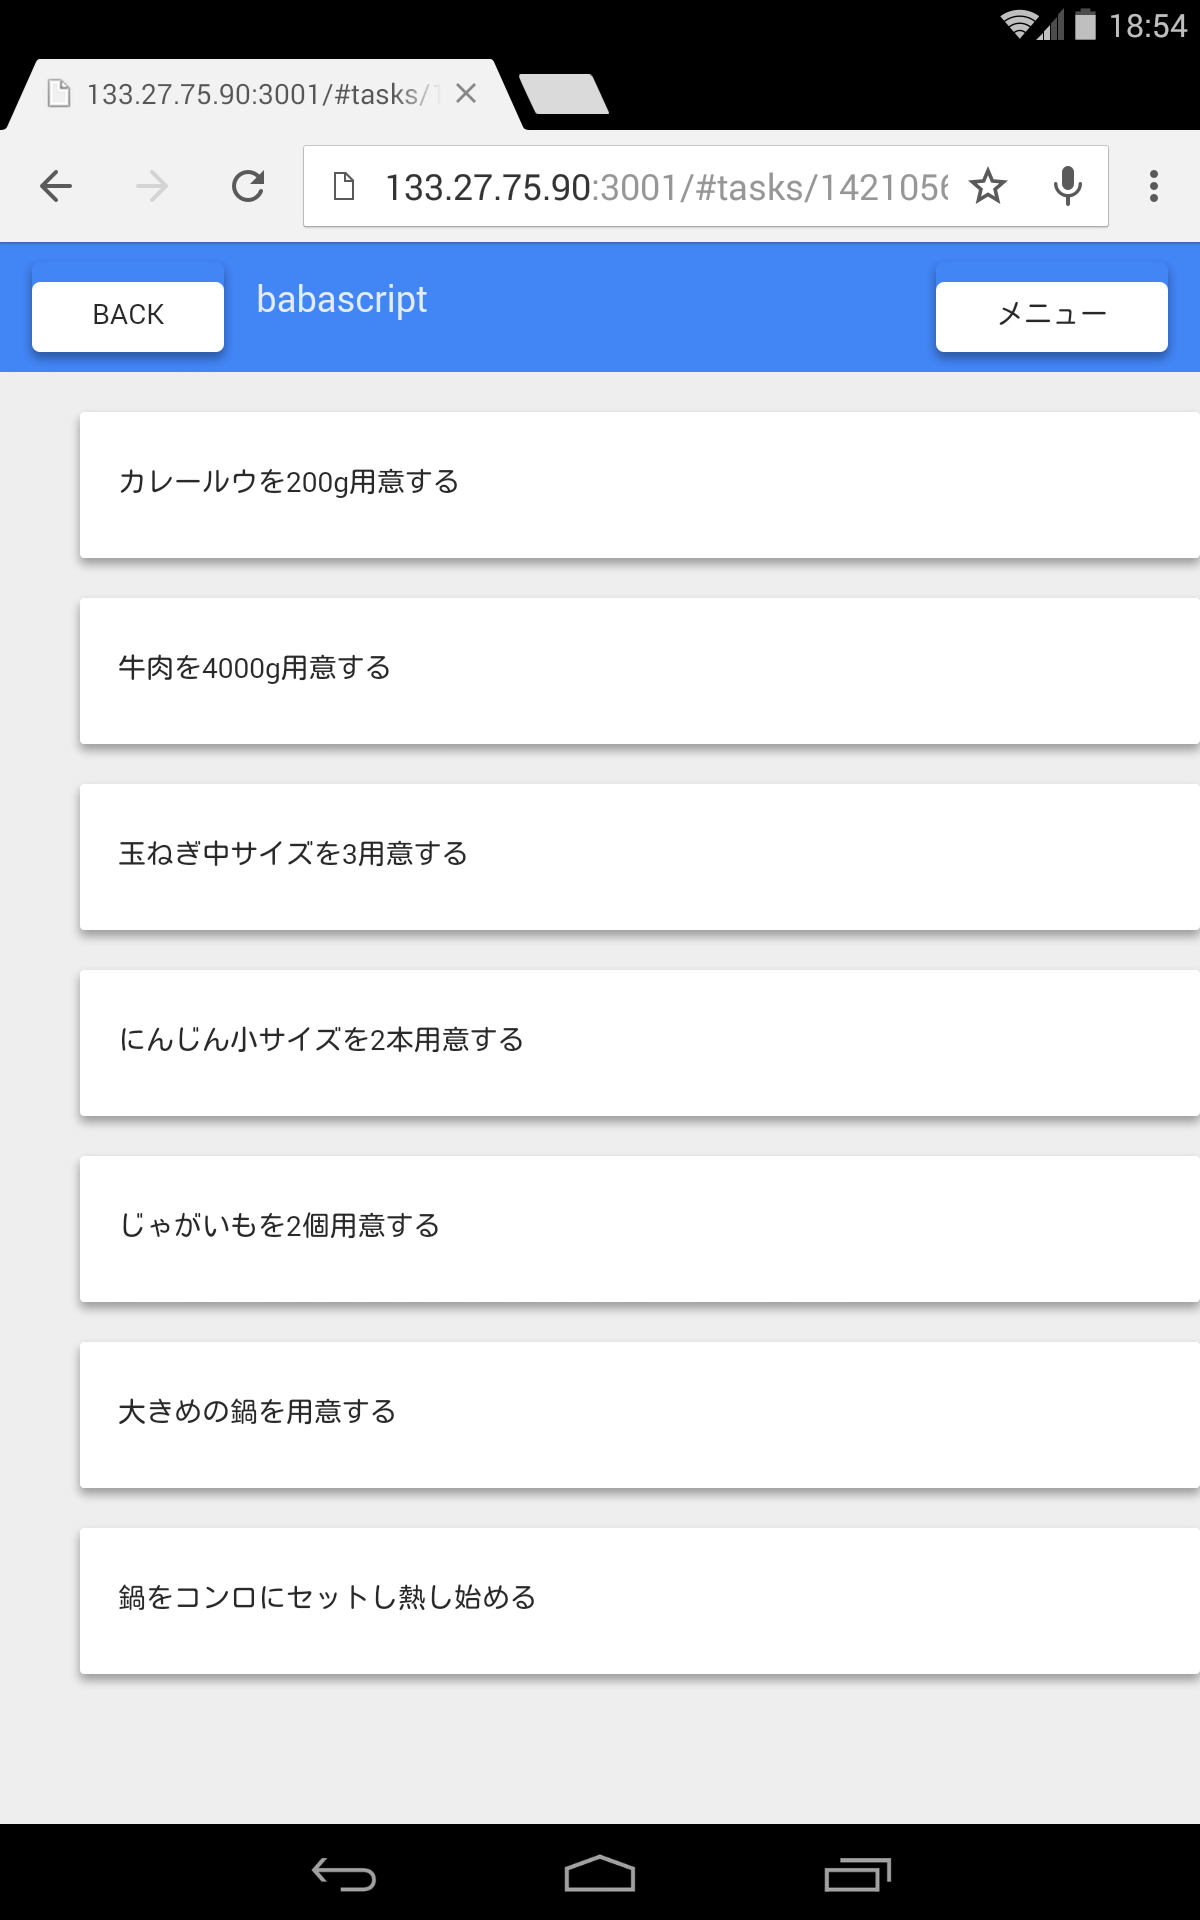 18:54
133.27.75.90:3001/#tasks/
133.27.75.90:3001/#tasks/142105
BACK
babascript
メニュー
カレールウを200g用意する
牛肉を4000g用意する
玉ねぎ中サイズを3用意する
にんじん小サイズを2本用意する
じゃがいもを2個用意する
大きめの鍋を用意する
鍋をコンロにセットし熱し始める